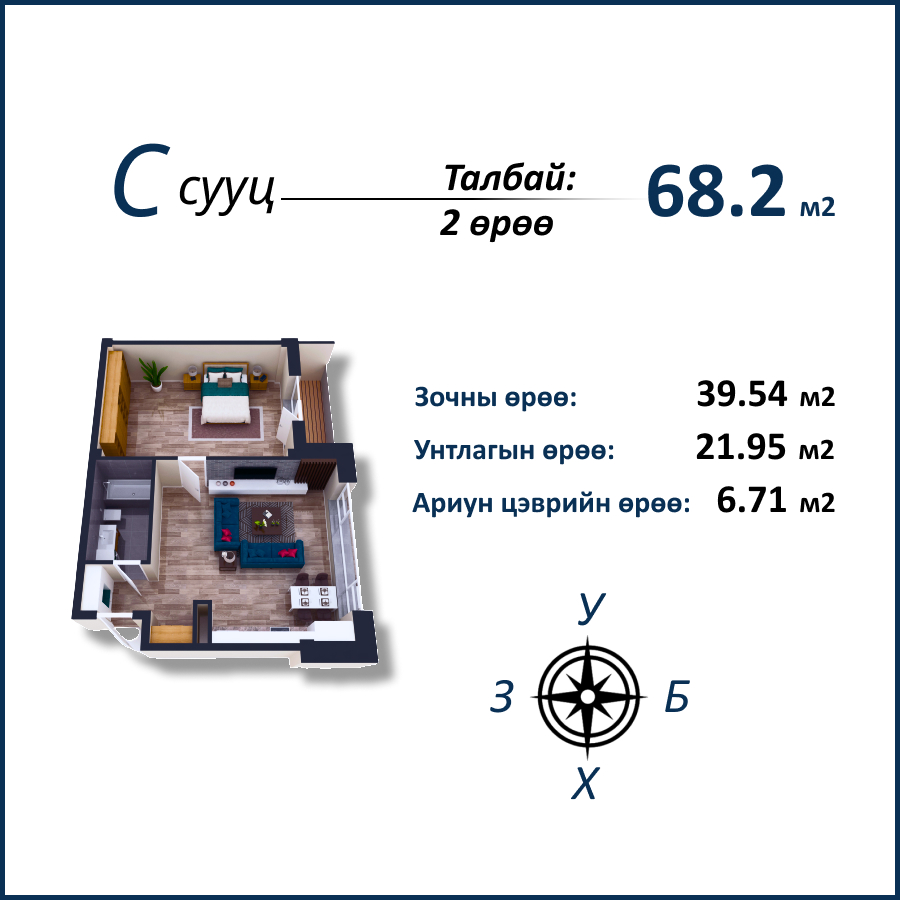 С сууц
Талбай:
2 өрөө
68.2 м2
Зочны өрөө: 39.54 м2
Унтлагын өрөө: 21.95 м2
Ариун цэврийн өрөө: 6.71 м2
У
З Б
Х